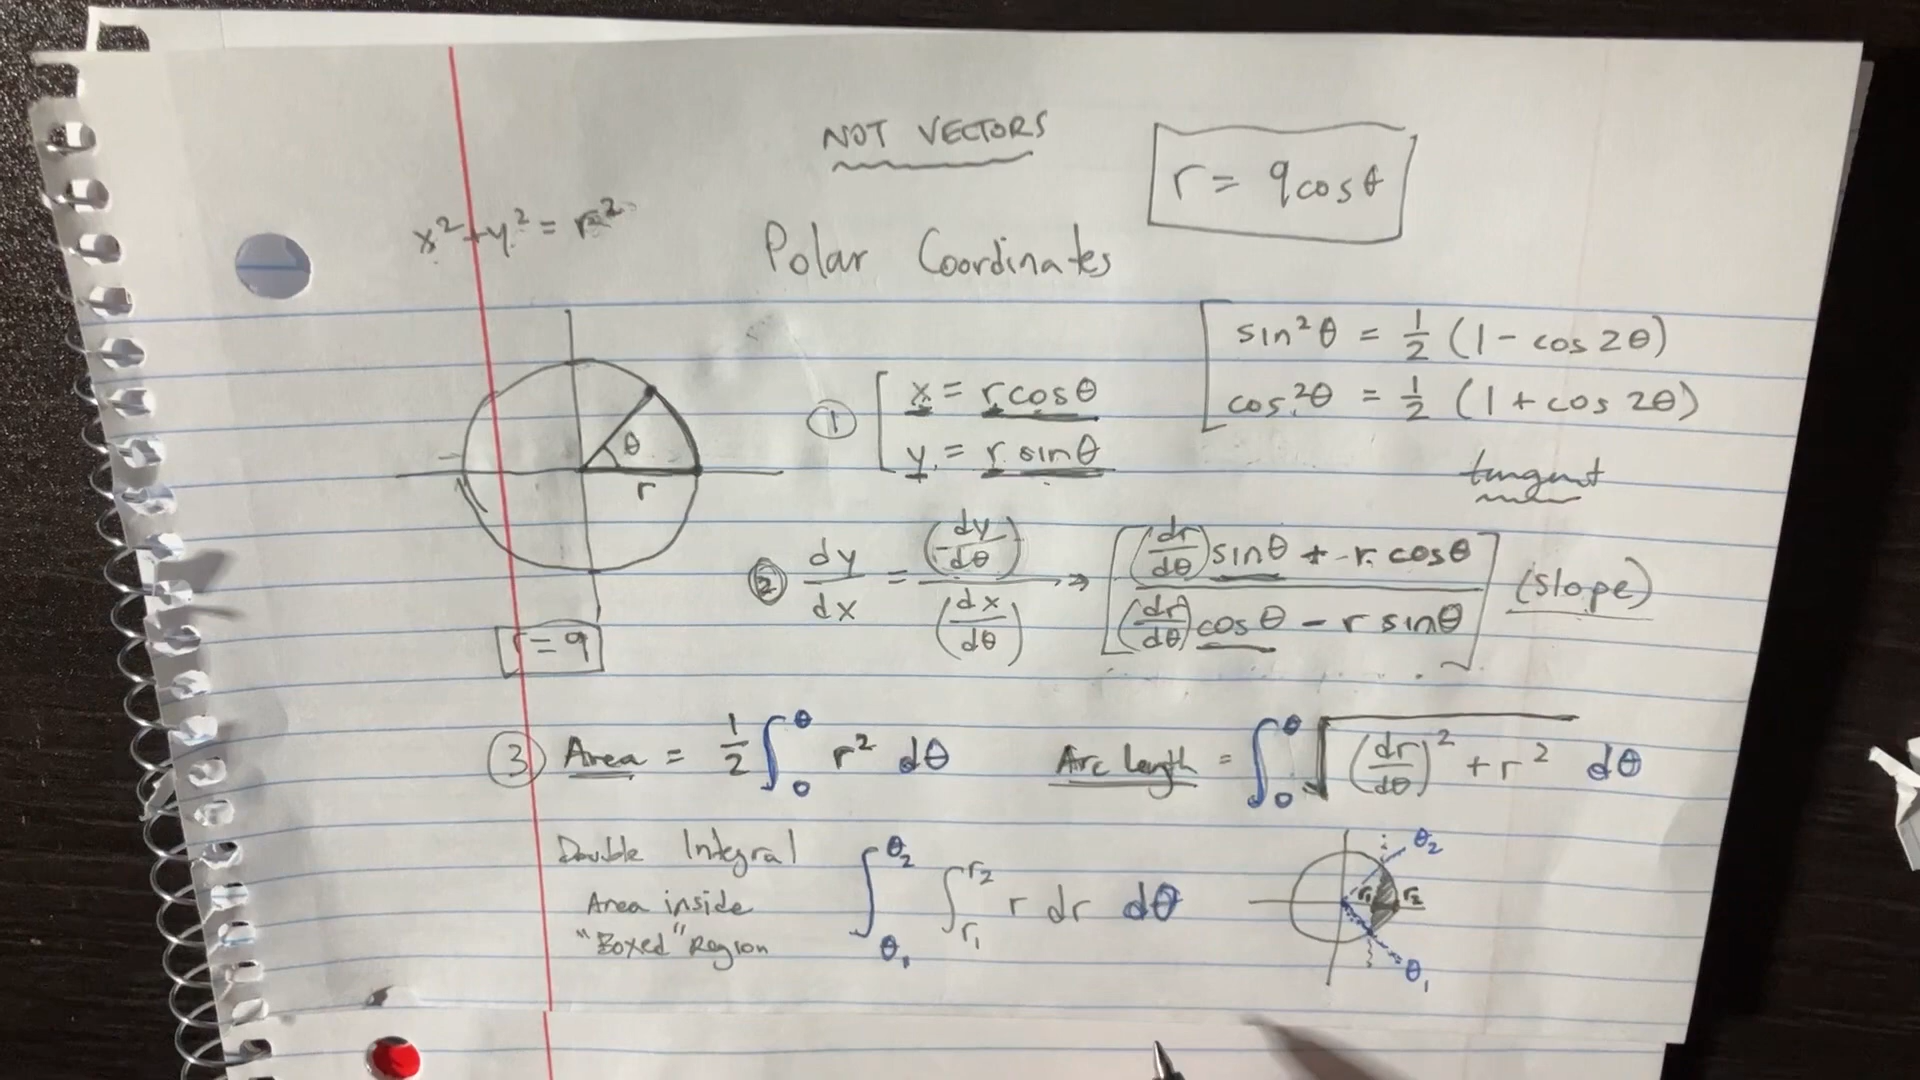 NOT VECTORS
r = 9cosθ
x² + y² = r²
Polar Coordinates
sin²θ = 1/2 (1 - cos 2θ)
cos²θ = 1/2 (1 + cos 2θ)
① x = r cosθ
y = r sinθ
θ
r
tangent
② dy/dx = (dy/dθ)/(dx/dθ) → [(dr/dθ) sinθ + r cosθ]/[(dr/dθ) cosθ - r sinθ] (slope)
r = 9
③ Area = 1/2 ∫₀^θ r² dθ
Arc Length = ∫₀^θ √((dr/dθ)² + r²) dθ
Double Integral
Area inside
"Boxed" Region
∫_θ₁^θ₂ ∫_r₁^r₂ r dr dθ
θ₂
r₁ r₂
θ₁